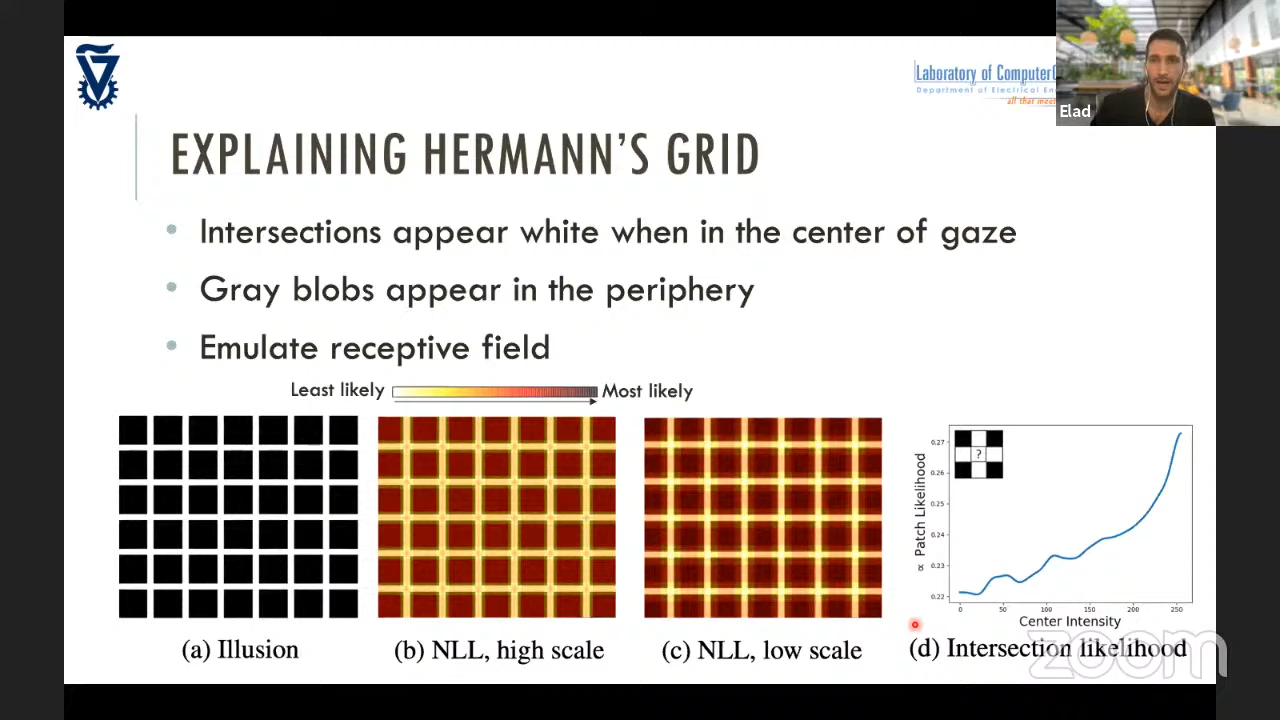 Laboratory of Computer
Department of Electrical
all that
Elad
EXPLAINING HERMANN'S GRID
• Intersections appear white when in the center of gaze
• Gray blobs appear in the periphery
• Emulate receptive field
Least likely
Most likely
∝ Patch Likelihood
0.27
0.26
0.25
0.24
0.23
0.22
?
0
50
100
150
200
250
Center Intensity
(a) Illusion
(b) NLL, high scale
(c) NLL, low scale
(d) Intersection likelihood
zoom